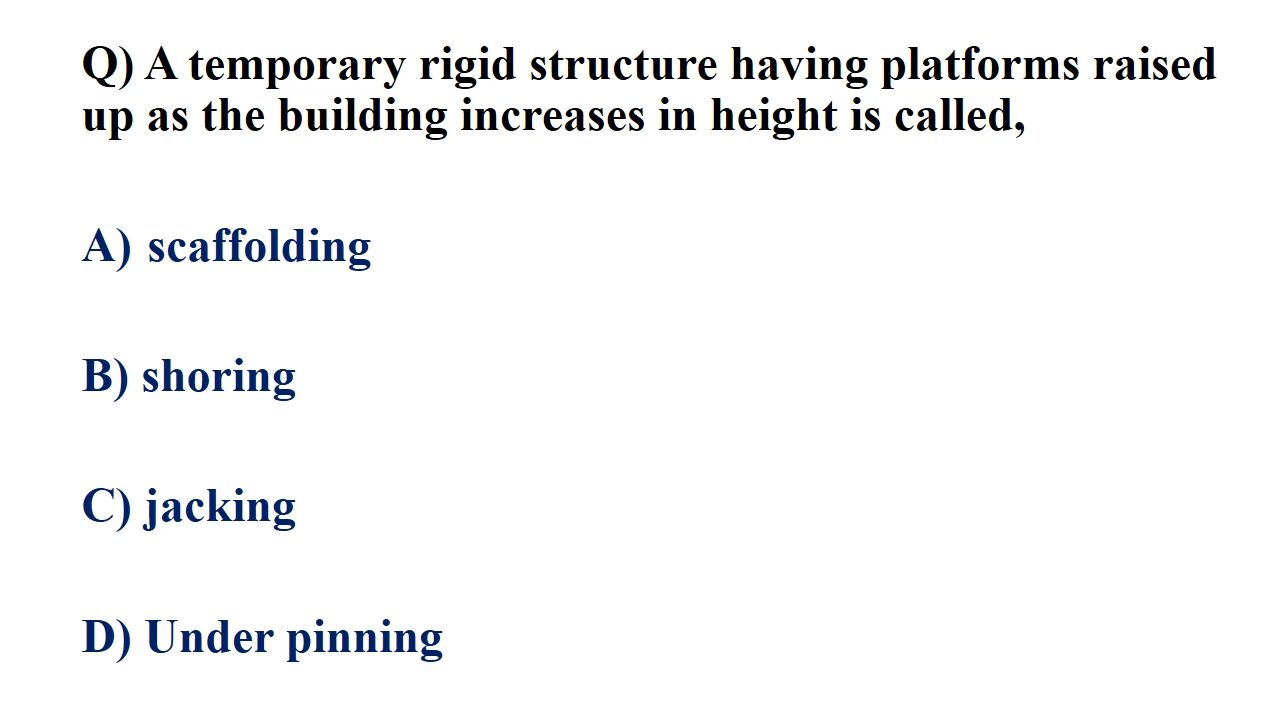 Q) A temporary rigid structure having platforms raised
up as the building increases in height is called,
A) scaffolding
B) shoring
C) jacking
D) Under pinning